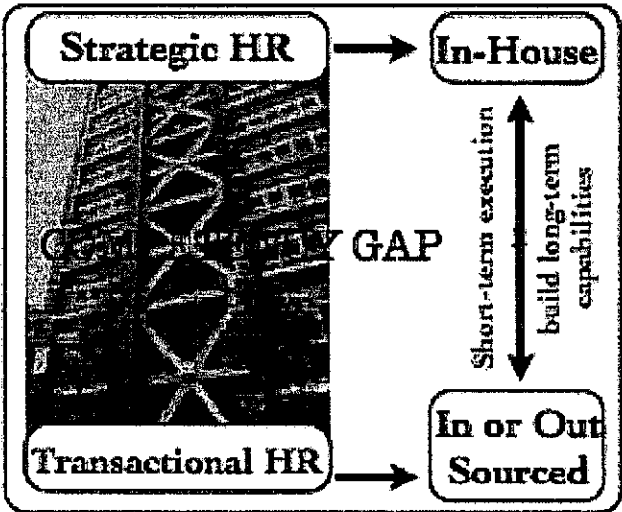 Strategic HR
In-House
Short-term execution
build long-term
capabilities
GAP
Transactional HR
In or Out
Sourced